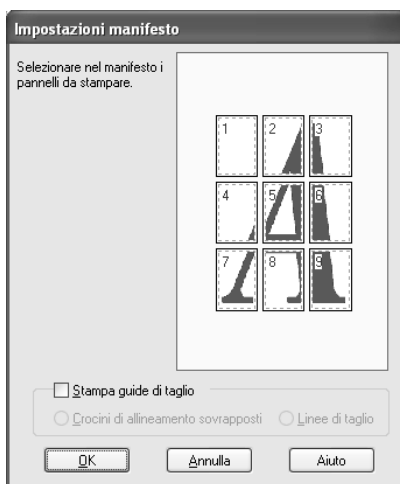 Impostazioni manifesto
Selezionare nel manifesto i
pannelli da stampare.
1 2 3
4 5 6
7 8 9
Stampa guide di taglio
Crocini di allineamento sovrapposti Linee di taglio
OK Annulla Aiuto